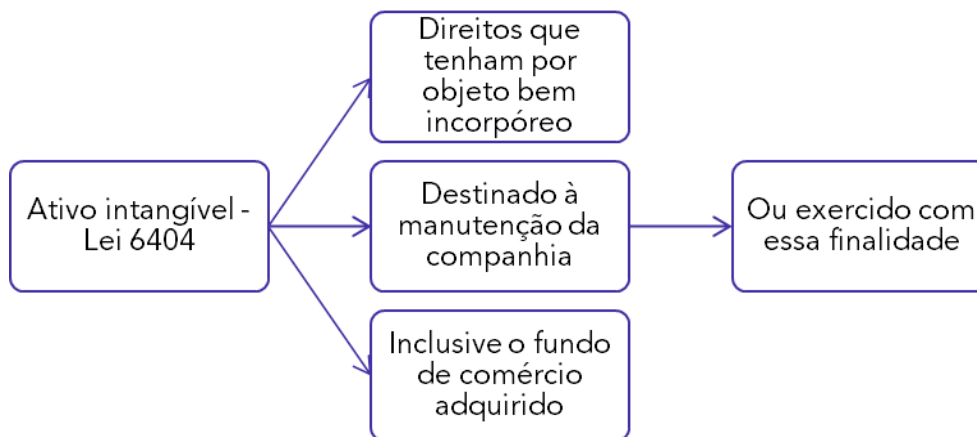 Ativo intangível -
Lei 6404
Direitos que
tenham por
objeto bem
incorpóreo
Destinado à
manutenção da
companhia
Ou exercido com
essa finalidade
Inclusive o fundo
de comércio
adquirido